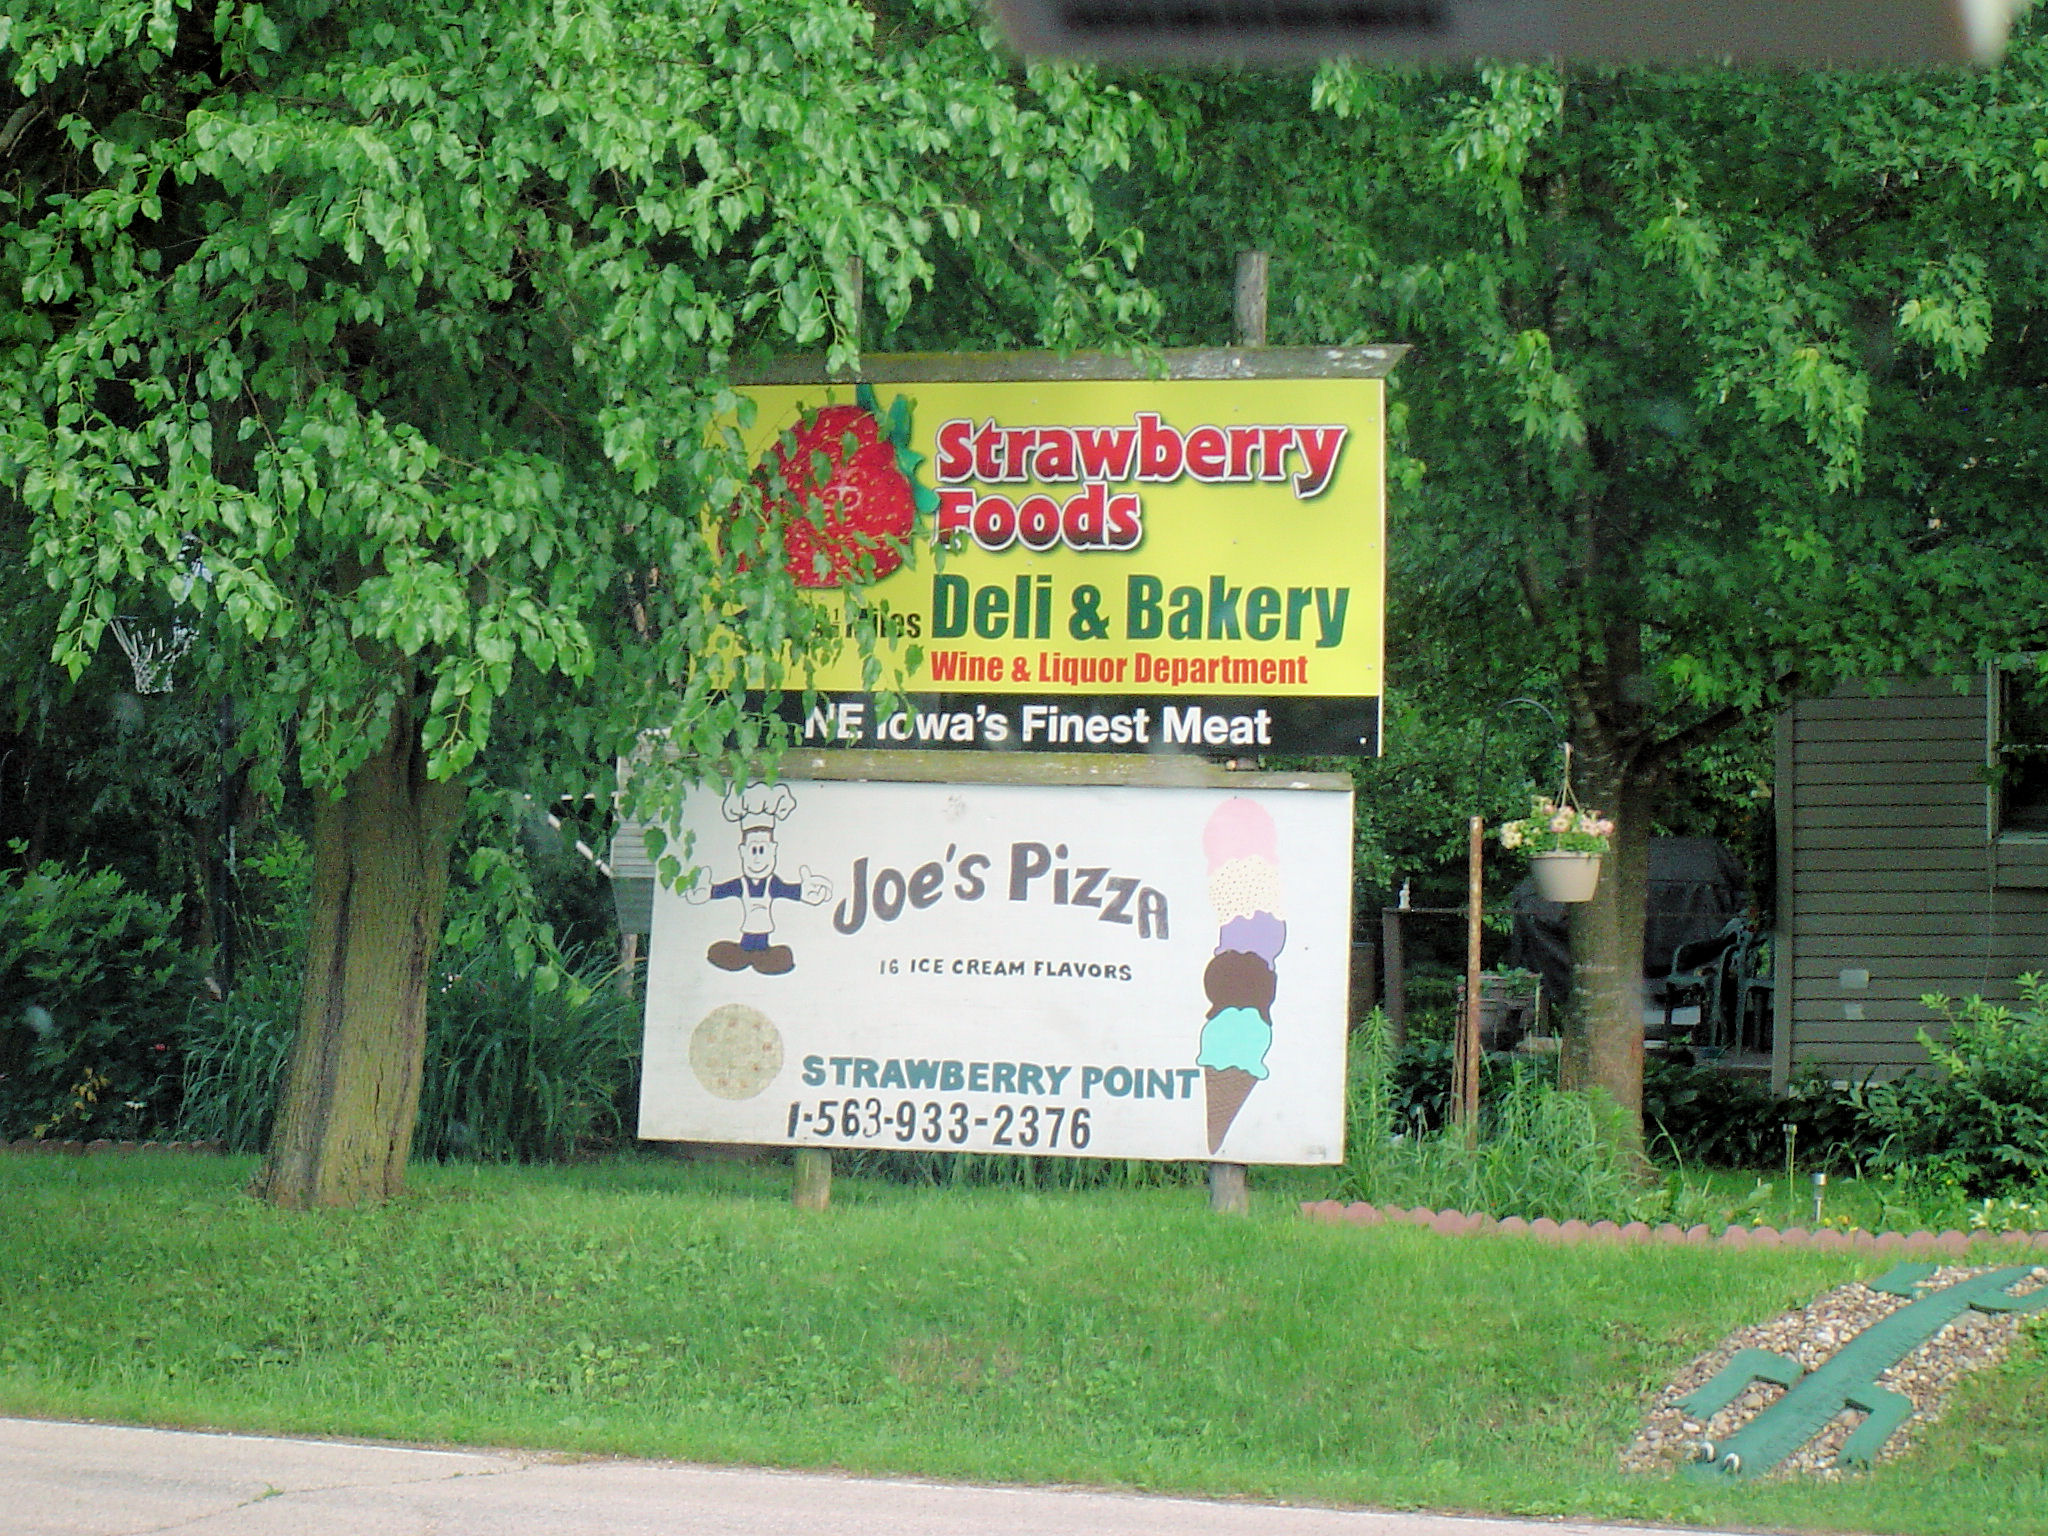 Strawberry
Foods
Miles
Deli & Bakery
Wine & Liquor Department
NE Iowa's Finest Meat
Joe's Pizza
16 ICE CREAM FLAVORS
STRAWBERRY POINT
1-563-933-2376